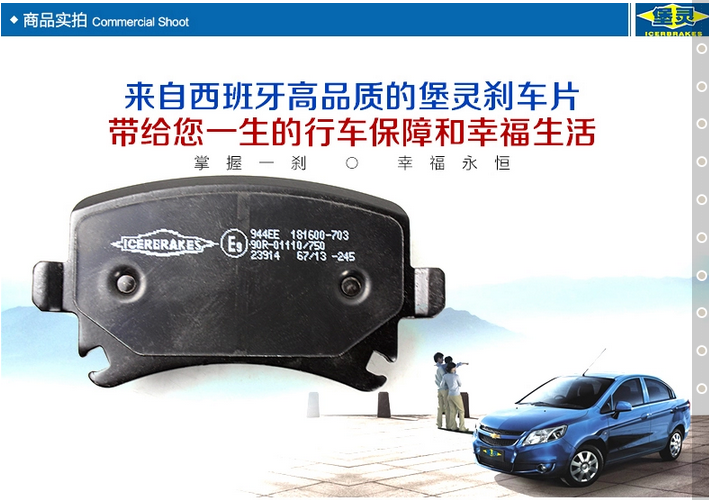 商品实拍 Commercial Shoot
堡灵
ICERBRAKES
来自西班牙高品质的堡灵刹车片
带给您一生的行车保障和幸福生活
掌握一刹 ○ 幸福永恒
ICERBRAKES E9
944EE 181600-703
90R-01110/750
23914 67/13 -245